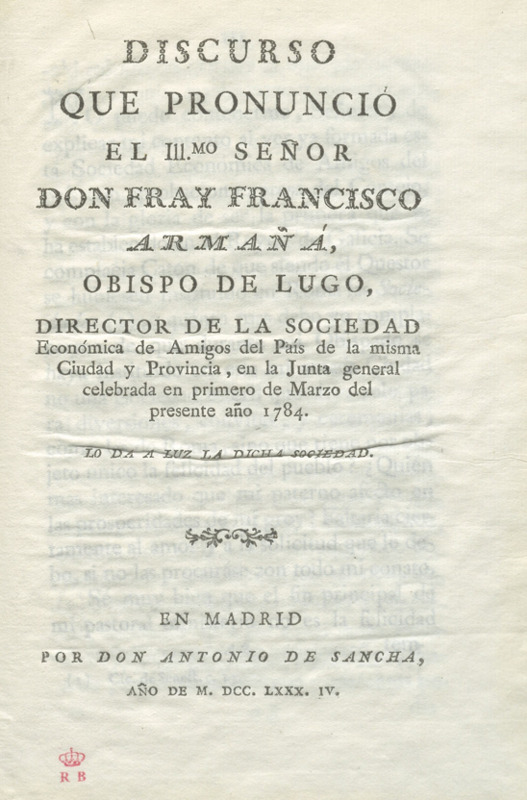 DISCURSO
QUE PRONUNCIÓ
EL Ill.MO SEÑOR
DON FRAY FRANCISCO
ARMAÑÁ,
OBISPO DE LUGO,
DIRECTOR DE LA SOCIEDAD
Económica de Amigos del País de la misma
Ciudad y Provincia, en la Junta general
celebrada en primero de Marzo del
presente año 1784.
LO DA A LUZ LA DICHA SOCIEDAD.
EN MADRID
POR DON ANTONIO DE SANCHA,
AÑO DE M. DCC. LXXX. IV.
R B